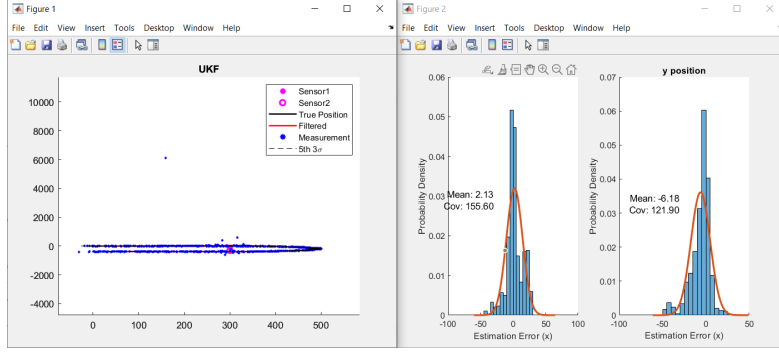 Figure 1
File Edit View Insert Tools Desktop Window Help
UKF
10000
8000
6000
4000
2000
0
-2000
-4000
0 100 200 300 400 500
Sensor1
Sensor2
True Position
Filtered
Measurement
5th 3σ
Figure 2
File Edit View Insert Tools Desktop Window Help
0.06
0.05
0.04
0.03
0.02
0.01
0
Probability Density
Mean: 2.13
Cov: 155.60
-100 -50 0 50 100
Estimation Error (x)
y position
0.07
0.06
0.05
0.04
0.03
0.02
0.01
0
Probability Density
Mean: -6.18
Cov: 121.90
-100 -50 0 50
Estimation Error (x)